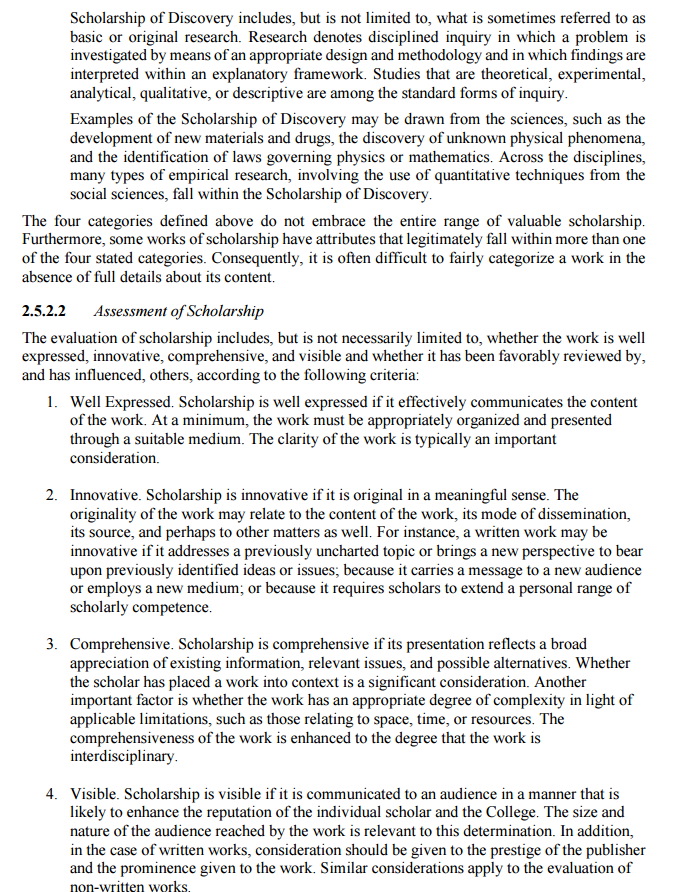 Scholarship of Discovery includes, but is not limited to, what is sometimes referred to as
basic or original research. Research denotes disciplined inquiry in which a problem is
investigated by means of an appropriate design and methodology and in which findings are
interpreted within an explanatory framework. Studies that are theoretical, experimental,
analytical, qualitative, or descriptive are among the standard forms of inquiry.
Examples of the Scholarship of Discovery may be drawn from the sciences, such as the
development of new materials and drugs, the discovery of unknown physical phenomena,
and the identification of laws governing physics or mathematics. Across the disciplines,
many types of empirical research, involving the use of quantitative techniques from the
social sciences, fall within the Scholarship of Discovery.
The four categories defined above do not embrace the entire range of valuable scholarship.
Furthermore, some works of scholarship have attributes that legitimately fall within more than one
of the four stated categories. Consequently, it is often difficult to fairly categorize a work in the
absence of full details about its content.
2.5.2.2 Assessment of Scholarship
The evaluation of scholarship includes, but is not necessarily limited to, whether the work is well
expressed, innovative, comprehensive, and visible and whether it has been favorably reviewed by,
and has influenced, others, according to the following criteria:
1. Well Expressed. Scholarship is well expressed if it effectively communicates the content
of the work. At a minimum, the work must be appropriately organized and presented
through a suitable medium. The clarity of the work is typically an important
consideration.
2. Innovative. Scholarship is innovative if it is original in a meaningful sense. The
originality of the work may relate to the content of the work, its mode of dissemination,
its source, and perhaps to other matters as well. For instance, a written work may be
innovative if it addresses a previously uncharted topic or brings a new perspective to bear
upon previously identified ideas or issues; because it carries a message to a new audience
or employs a new medium; or because it requires scholars to extend a personal range of
scholarly competence.
3. Comprehensive. Scholarship is comprehensive if its presentation reflects a broad
appreciation of existing information, relevant issues, and possible alternatives. Whether
the scholar has placed a work into context is a significant consideration. Another
important factor is whether the work has an appropriate degree of complexity in light of
applicable limitations, such as those relating to space, time, or resources. The
comprehensiveness of the work is enhanced to the degree that the work is
interdisciplinary.
4. Visible. Scholarship is visible if it is communicated to an audience in a manner that is
likely to enhance the reputation of the individual scholar and the College. The size and
nature of the audience reached by the work is relevant to this determination. In addition,
in the case of written works, consideration should be given to the prestige of the publisher
and the prominence given to the work. Similar considerations apply to the evaluation of
non-written works.